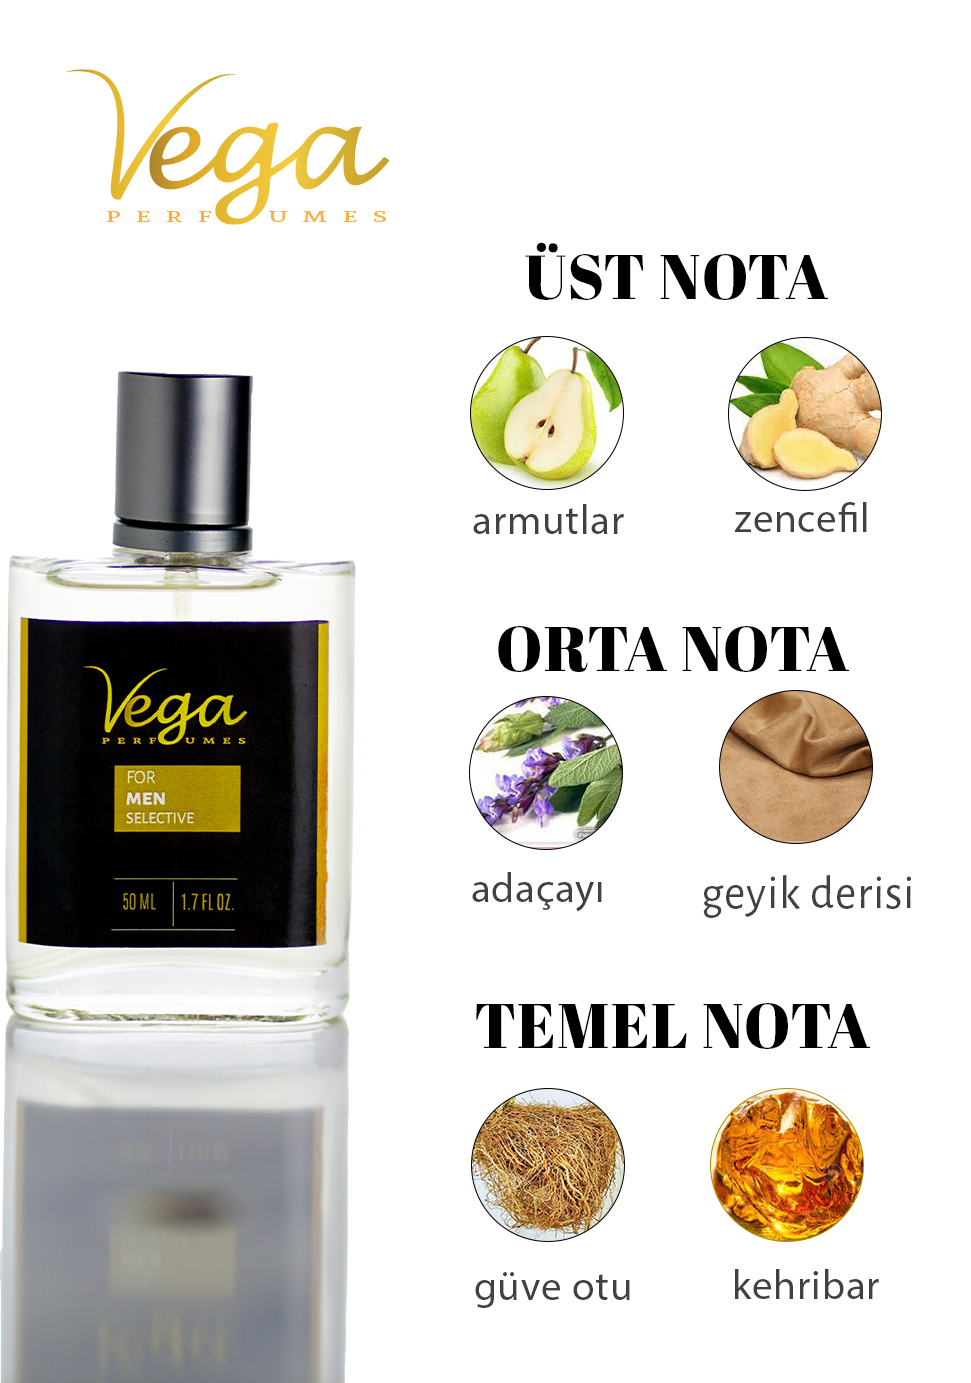 Vega
PERFUMES
ÜST NOTA
armutlar
zencefil
ORTA NOTA
adaçayı
geyik derisi
TEMEL NOTA
güve otu
kehribar
Vega
PERFUMES
FOR
MEN
SELECTIVE
50 ML
1.7 FL OZ.